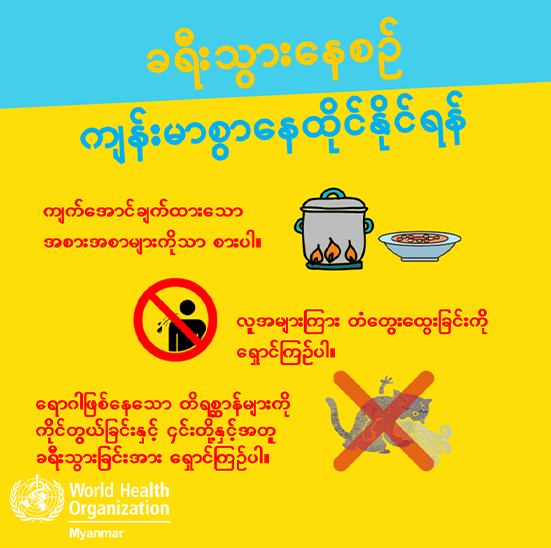 ခရီးသွားနေစဉ်
ကျန်းမာစွာနေထိုင်နိုင်ရန်
ကျက်အောင်ချက်ထားသော
အစားအစာများကိုသာ စားပါ။
လူအများကြား တံတွေးထွေးခြင်းကို
ရှောင်ကြဉ်ပါ။
ရောဂါဖြစ်နေသော တိရစ္ဆာန်များကို
ကိုင်တွယ်ခြင်းနှင့် ၎င်းတို့နှင့်အတူ
ခရီးသွားခြင်းအား ရှောင်ကြဉ်ပါ။
World Health
Organization
Myanmar